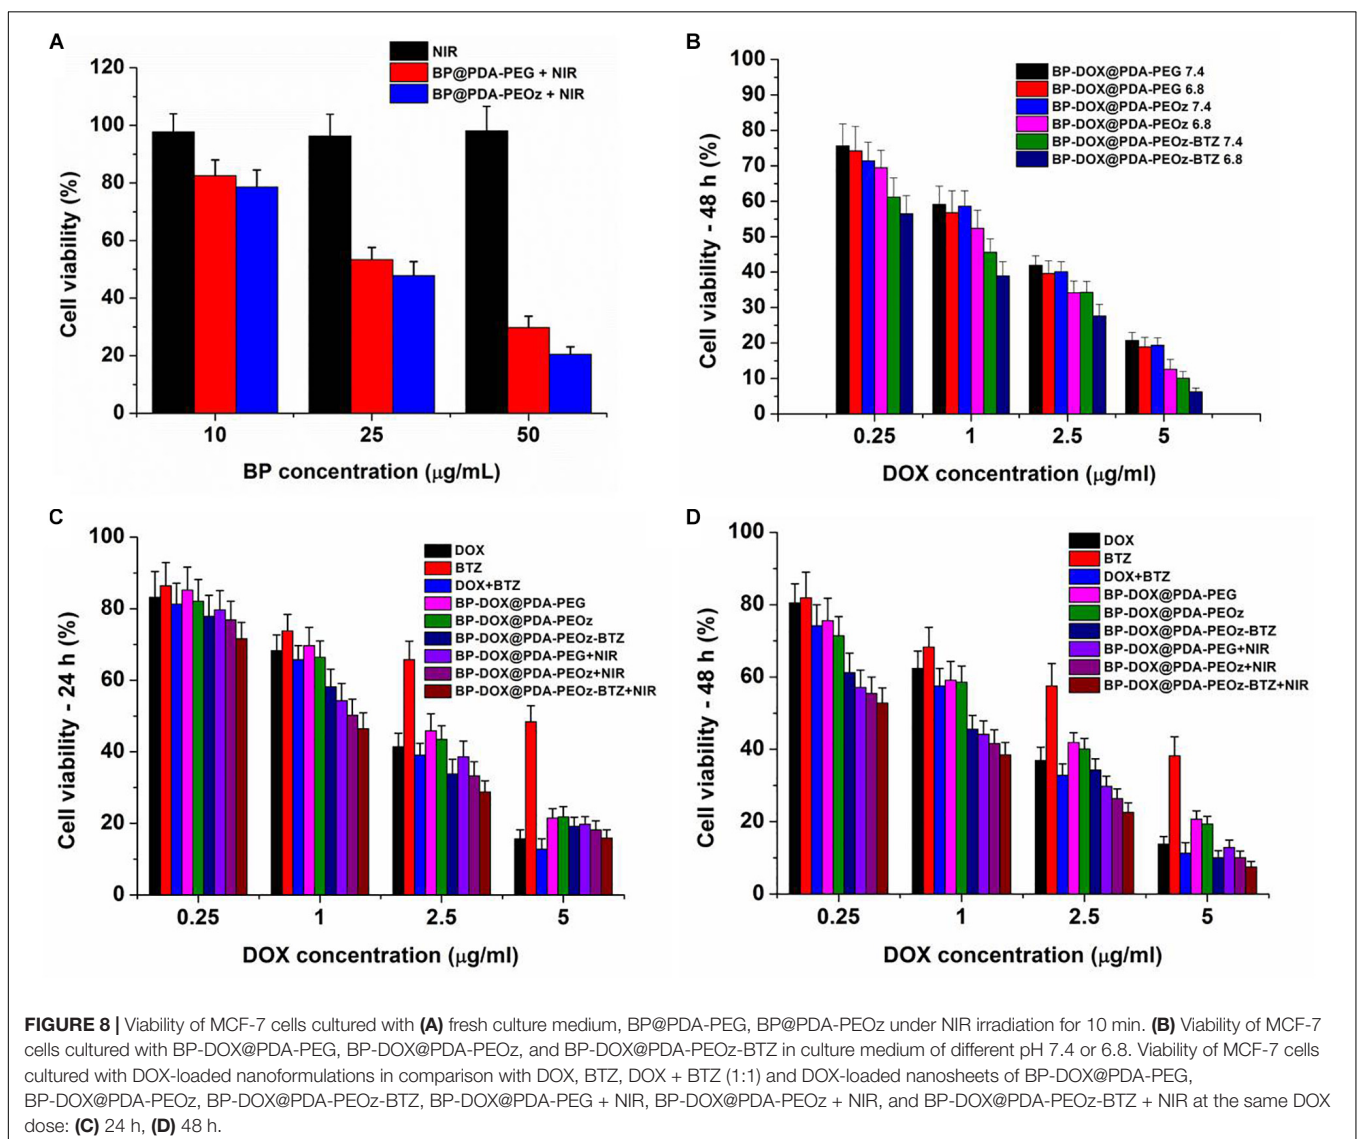 A
NIR
BP@PDA-PEG + NIR
BP@PDA-PEOz + NIR
120
100
80
60
40
20
0
Cell viability (%)
10 25 50
BP concentration (μg/mL)
B
BP-DOX@PDA-PEG 7.4
BP-DOX@PDA-PEG 6.8
BP-DOX@PDA-PEOz 7.4
BP-DOX@PDA-PEOz 6.8
BP-DOX@PDA-PEOz-BTZ 7.4
BP-DOX@PDA-PEOz-BTZ 6.8
100
90
80
70
60
50
40
30
20
10
0
Cell viability - 48 h (%)
0.25 1 2.5 5
DOX concentration (μg/ml)
C
DOX
BTZ
DOX+BTZ
BP-DOX@PDA-PEG
BP-DOX@PDA-PEOz
BP-DOX@PDA-PEOz-BTZ
BP-DOX@PDA-PEG+NIR
BP-DOX@PDA-PEOz+NIR
BP-DOX@PDA-PEOz-BTZ+NIR
100
80
60
40
20
0
Cell viability - 24 h (%)
0.25 1 2.5 5
DOX concentration (μg/ml)
D
DOX
BTZ
DOX+BTZ
BP-DOX@PDA-PEG
BP-DOX@PDA-PEOz
BP-DOX@PDA-PEOz-BTZ
BP-DOX@PDA-PEG+NIR
BP-DOX@PDA-PEOz+NIR
BP-DOX@PDA-PEOz-BTZ+NIR
100
80
60
40
20
0
Cell viability - 48 h (%)
0.25 1 2.5 5
DOX concentration (μg/ml)
FIGURE 8 | Viability of MCF-7 cells cultured with (A) fresh culture medium, BP@PDA-PEG, BP@PDA-PEOz under NIR irradiation for 10 min. (B) Viability of MCF-7
cells cultured with BP-DOX@PDA-PEG, BP-DOX@PDA-PEOz, and BP-DOX@PDA-PEOz-BTZ in culture medium of different pH 7.4 or 6.8. Viability of MCF-7 cells
cultured with DOX-loaded nanoformulations in comparison with DOX, BTZ, DOX + BTZ (1:1) and DOX-loaded nanosheets of BP-DOX@PDA-PEG,
BP-DOX@PDA-PEOz, BP-DOX@PDA-PEOz-BTZ, BP-DOX@PDA-PEG + NIR, BP-DOX@PDA-PEOz + NIR, and BP-DOX@PDA-PEOz-BTZ + NIR at the same DOX
dose: (C) 24 h, (D) 48 h.